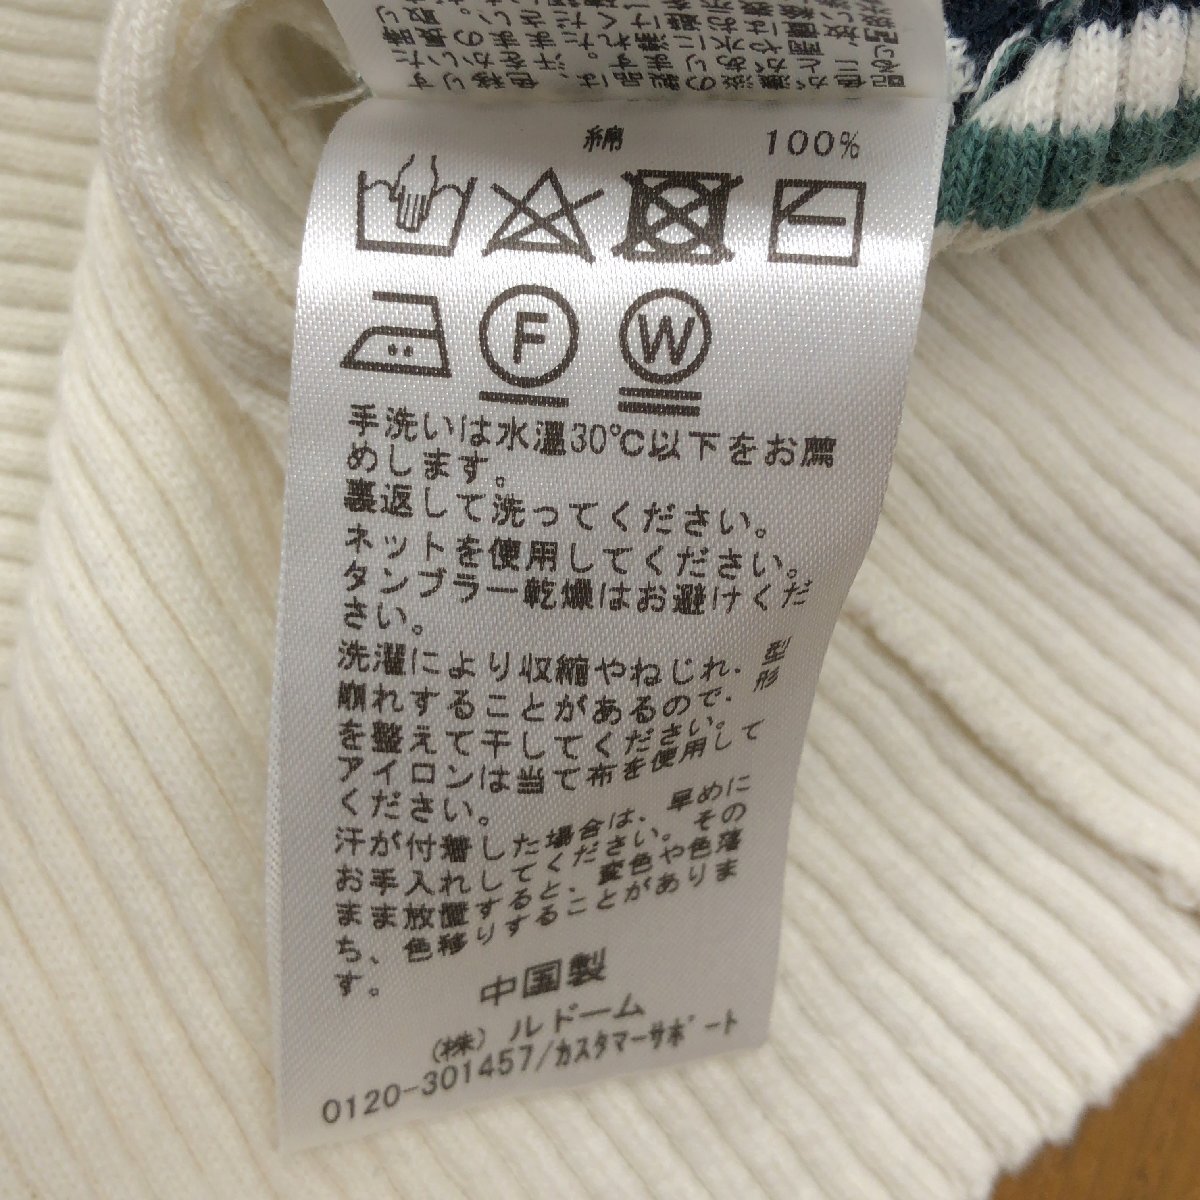 綿 100%
F W
手洗いは水温30℃以下をお薦
めします。
裏返して洗ってください。
ネットを使用してください。
タンブラー乾燥はお避けくだ
さい。
洗濯により収縮やねじれ、型
崩れすることがあるので、形
を整えて干してください。
アイロンは当て布を使用して
ください。
汗が付着した場合は、早めに
お手入れしてください。その
まま放置すると、変色や色落
ち、色移りすることがありま
す。
中国製
(株) ルドーム
0120-301457/カスタマーサポート